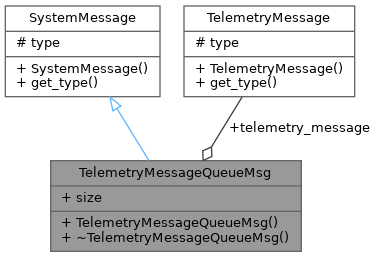 SystemMessage
# type
+ SystemMessage()
+ get_type()
TelemetryMessage
# type
+ TelemetryMessage()
+ get_type()
+telemetry_message
TelemetryMessageQueueMsg
+ size
+ TelemetryMessageQueueMsg()
+ ~TelemetryMessageQueueMsg()